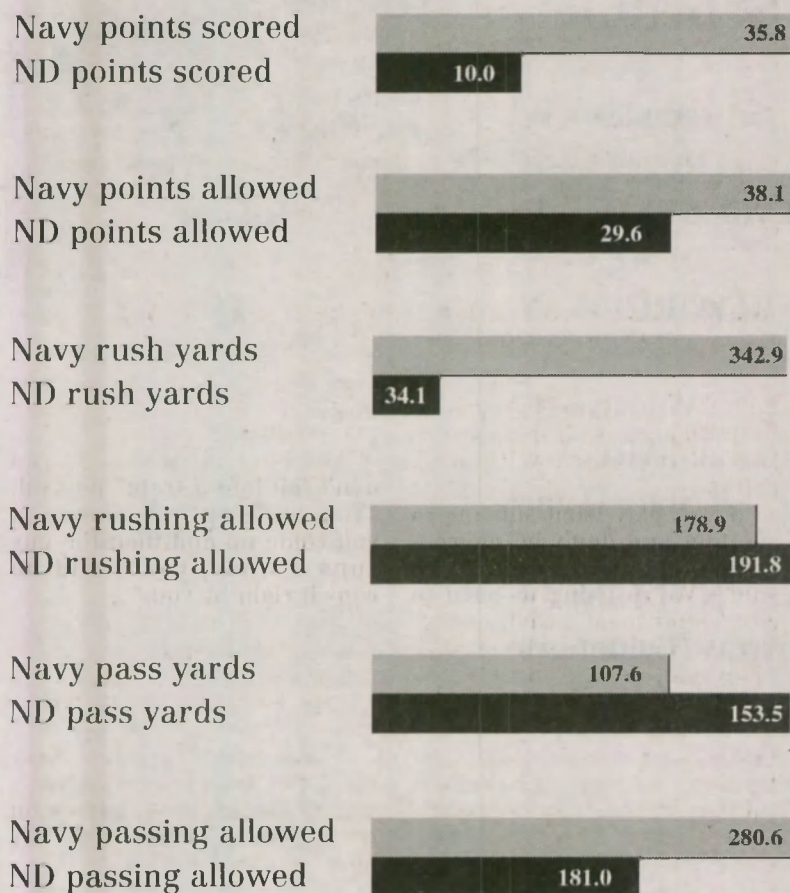 Navy points scored 35.8
ND points scored 10.0
Navy points allowed 38.1
ND points allowed 29.6
Navy rush yards 342.9
ND rush yards 34.1
Navy rushing allowed 178.9
ND rushing allowed 191.8
Navy pass yards 107.6
ND pass yards 153.5
Navy passing allowed 280.6
ND passing allowed 181.0